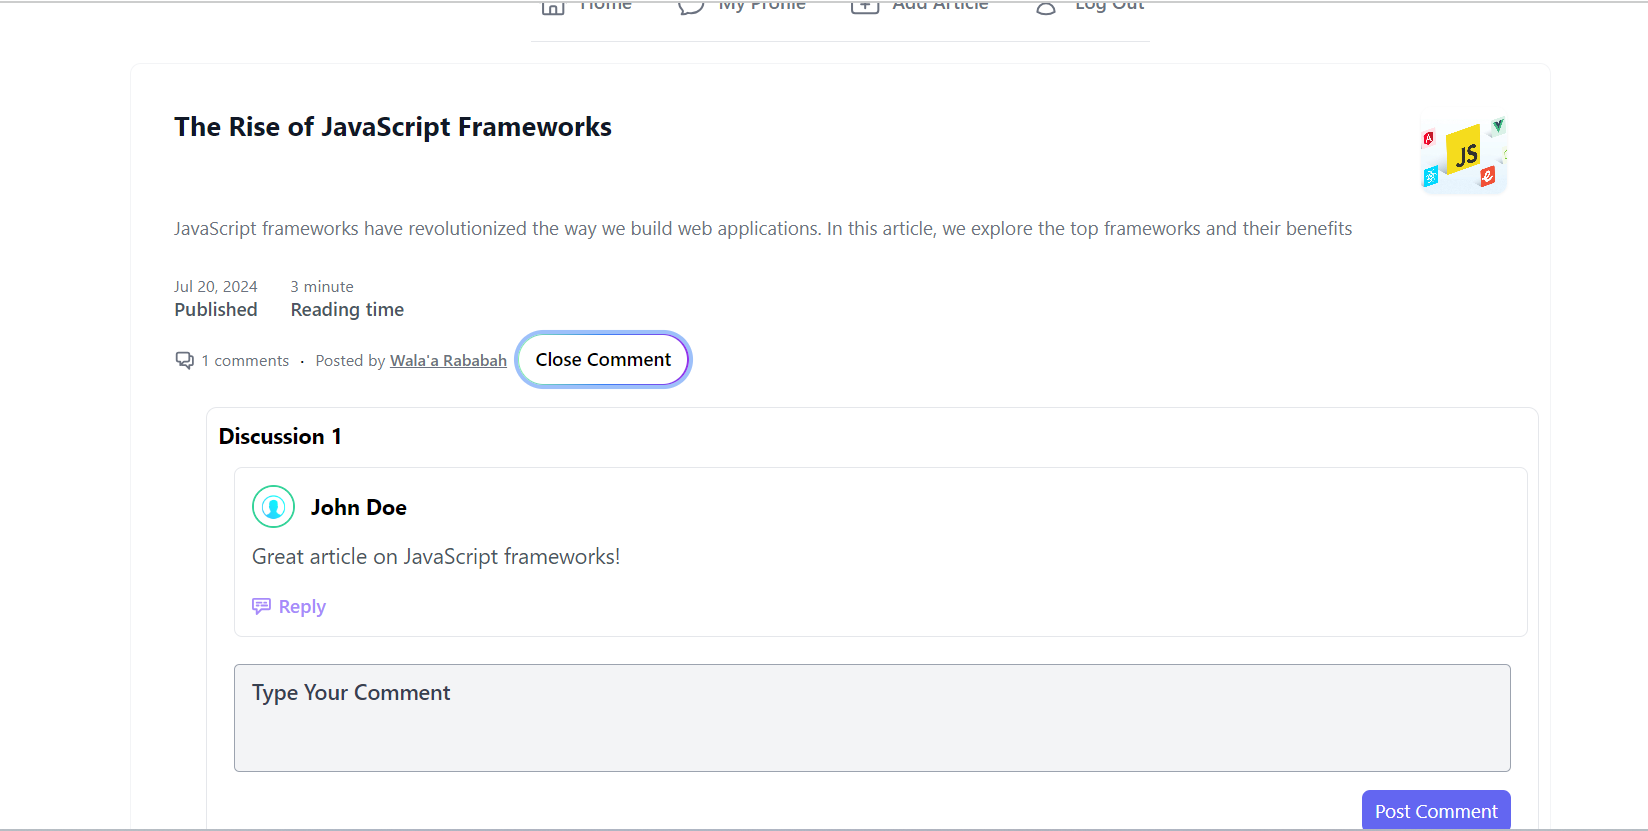 Home My Profile Add Article Log Out
The Rise of JavaScript Frameworks
JS
JavaScript frameworks have revolutionized the way we build web applications. In this article, we explore the top frameworks and their benefits
Jul 20, 2024 3 minute
Published Reading time
1 comments · Posted by Wala'a Rababah Close Comment
Discussion 1
John Doe
Great article on JavaScript frameworks!
Reply
Type Your Comment
Post Comment